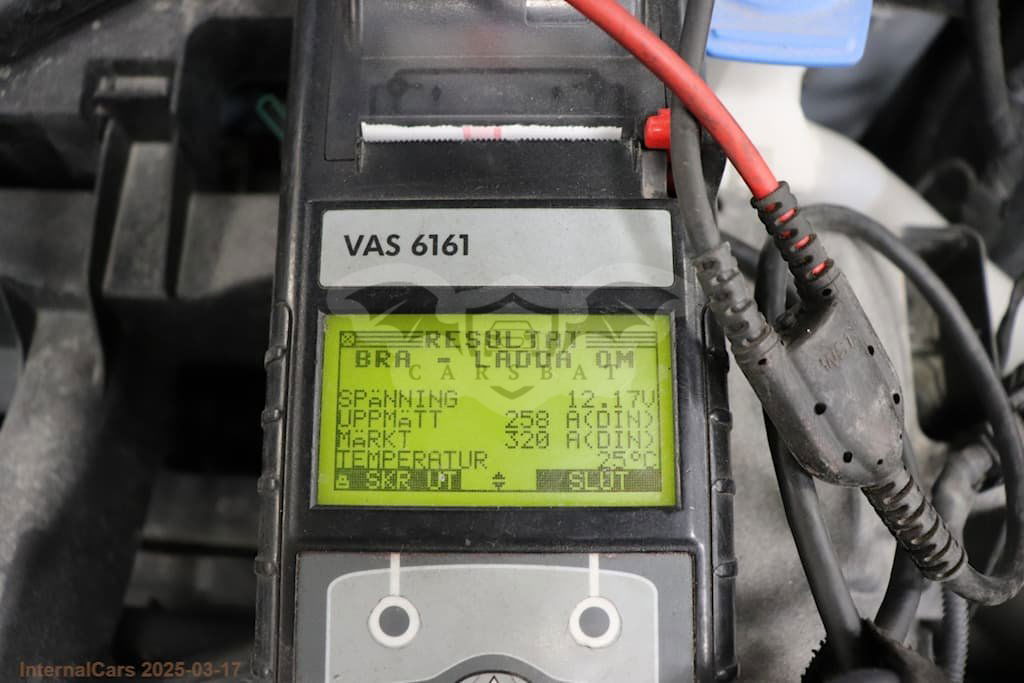 VAS 6161
RESULTAT
BRA - LADDA OM
CARSBAT
SPÄNNING 12.17V
UPPMÄTT 258 A(DIN)
MÄRKT 320 A(DIN)
TEMPERATUR 25°C
SKR UT SLUT
InternalCars 2025-03-17